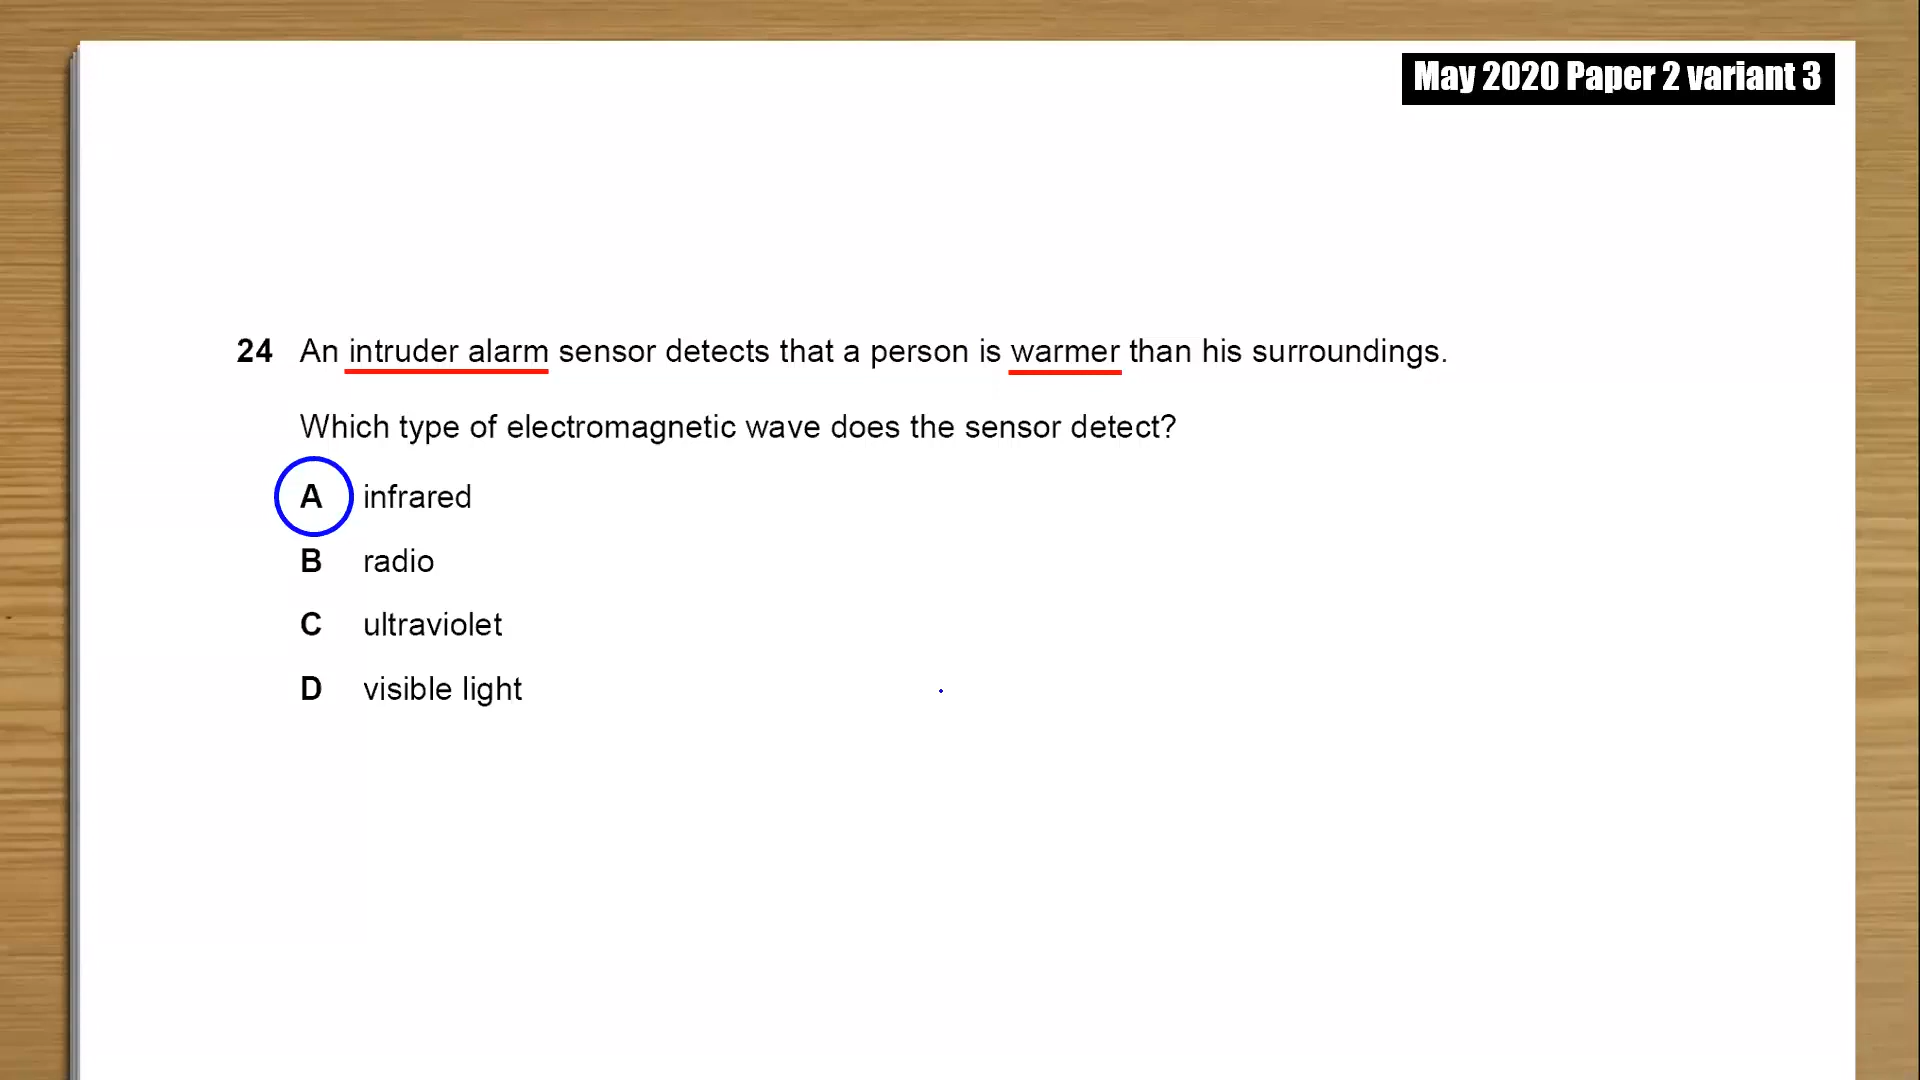 May 2020 Paper 2 variant 3
24 An intruder alarm sensor detects that a person is warmer than his surroundings.
Which type of electromagnetic wave does the sensor detect?
A infrared
B radio
C ultraviolet
D visible light